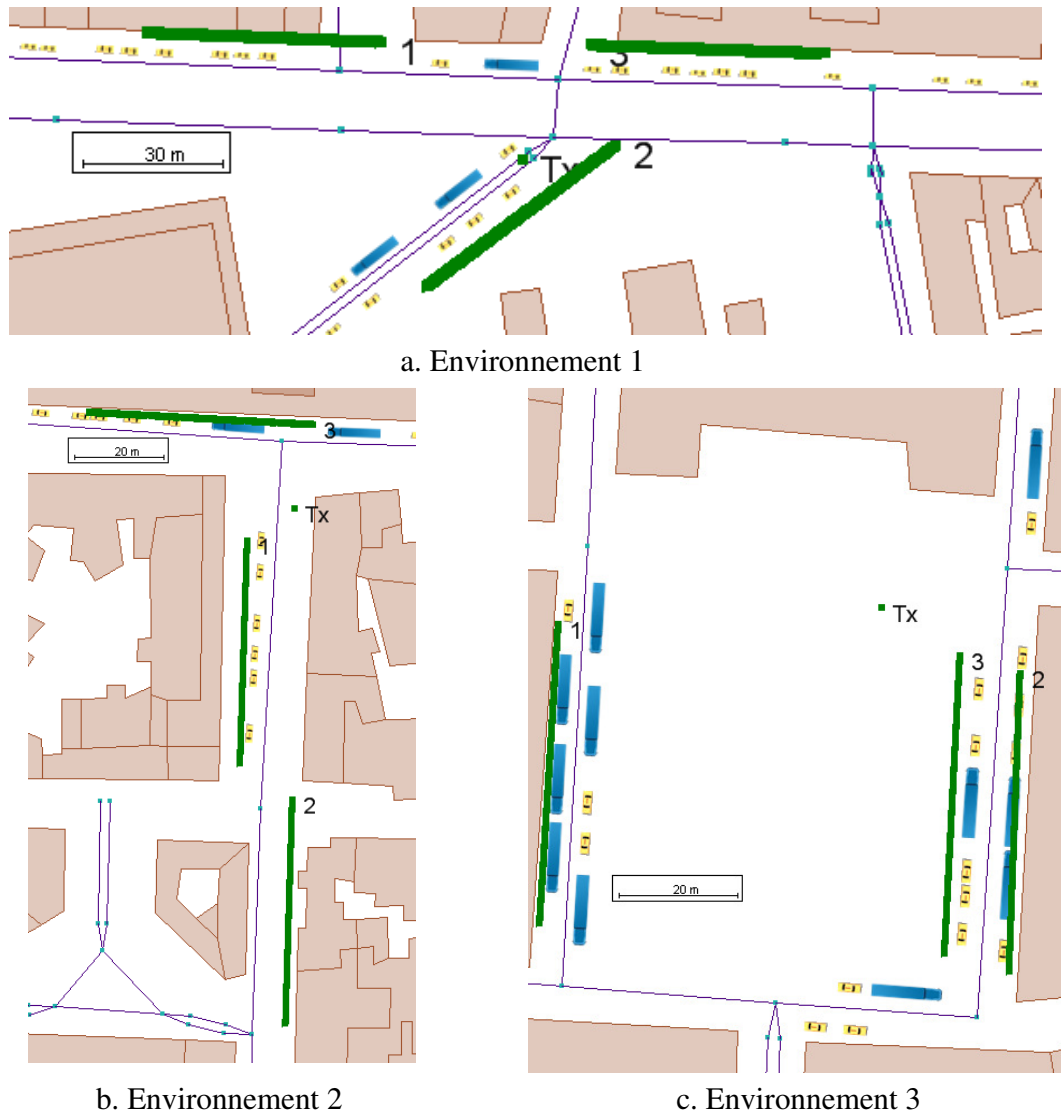 1
3
30 m
Tx
2
a. Environnement 1
3
20 m
Tx
1
2
b. Environnement 2
Tx
1
3
2
20 m
c. Environnement 3